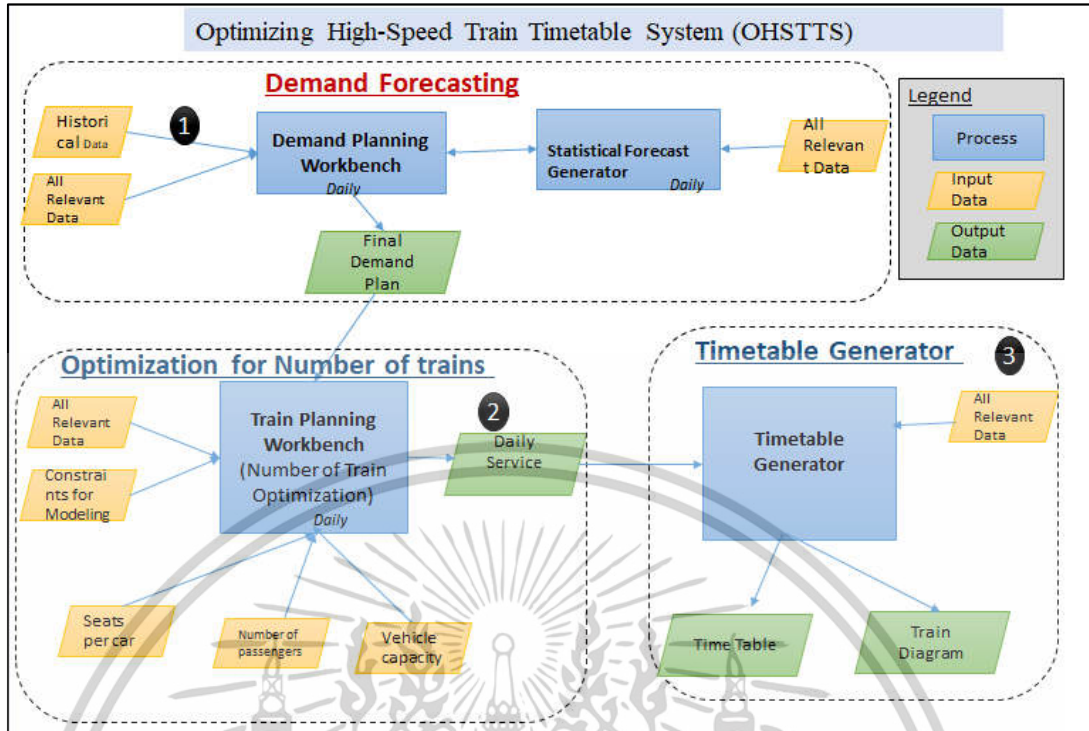 Optimizing High-Speed Train Timetable System (OHSTTS)
Demand Forecasting
Histori
cal Data
1
All
Relevant
Data
Demand Planning
Workbench
Daily
Statistical Forecast
Generator
Daily
All
Relevan
t Data
Final
Demand
Plan
Legend
Process
Input
Data
Output
Data
Optimization for Number of trains
All
Relevant
Data
Constrai
nts for
Modeling
Train Planning
Workbench
(Number of Train
Optimization)
Daily
2
Daily
Service
Seats
per car
Number of
passengers
Vehicle
capacity
Timetable Generator
3
Timetable
Generator
All
Relevant
Data
Time Table
Train
Diagram